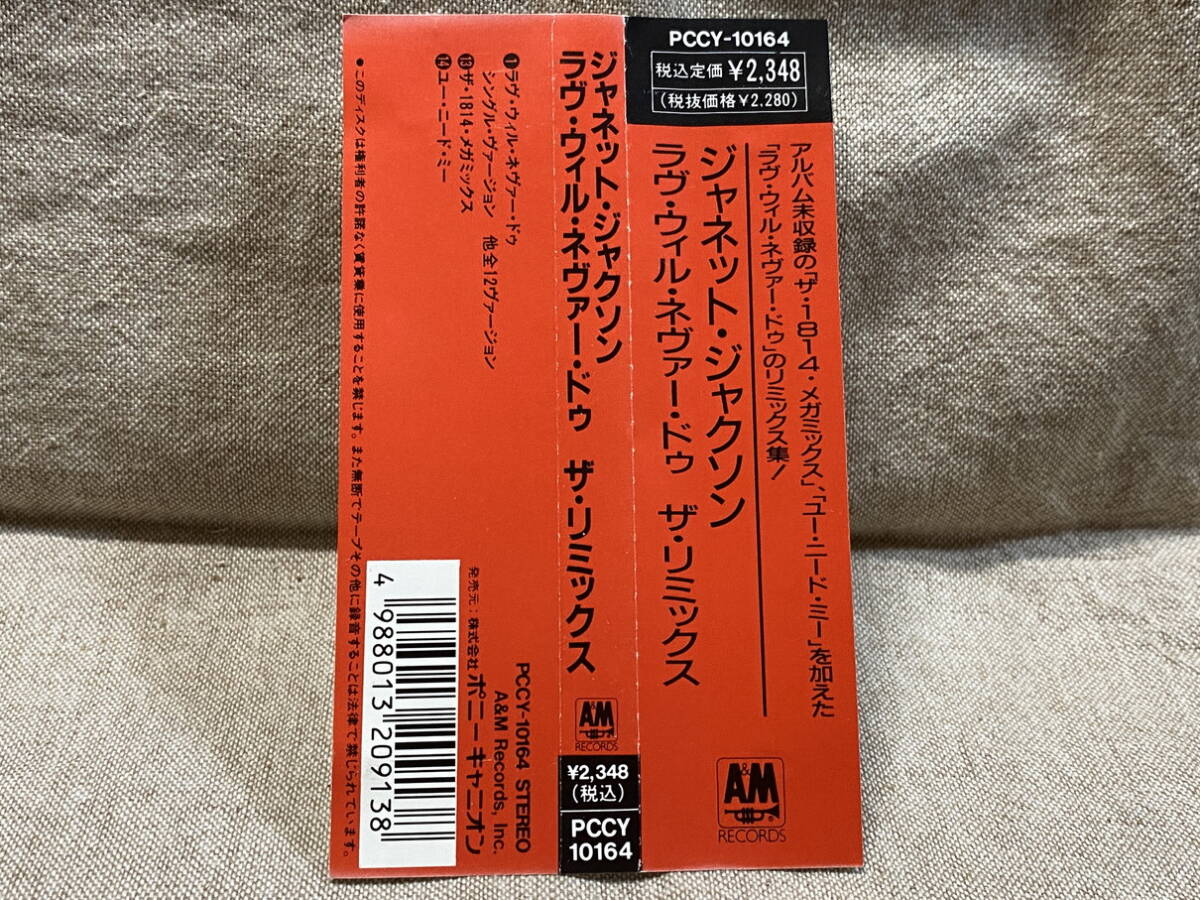 PCCY-10164
税込定価 ¥2,348
(税抜価格¥2.280)
アルバム未収録の「ザ・1814・メガミックス」、「ユー・ニード・ミー」を加えた
「ラヴ・ウィル・ネヴァー・ドゥ」のリミックス集!
ジャネット・ジャクソン
ラヴ・ウィル・ネヴァー・ドゥ ザ・リミックス
A&M
RECORDS
ジャネット・ジャクソン
ラヴ・ウィル・ネヴァー・ドゥ ザ・リミックス
A&M
RECORDS
¥2,348
(税込)
PCCY
10164
❶ラヴ・ウィル・ネヴァー・ドゥ
シングル・ヴァージョン 他全12ヴァージョン
⓭ザ・1814・メガミックス
⓮ユー・ニード・ミー
●このディスクは権利者の許諾なく賃貸業に使用することを禁じます。また無断でテープその他に録音することは法律で禁じられています。
PCCY-10164 STEREO
A&M Records, Inc.
発売元:株式会社ポニーキャニオン
4 988013 209138